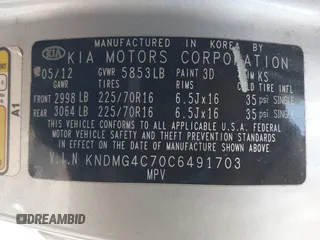 MANUFACTURED IN KOREA BY
KIA KIA MOTORS CORPORATION
05/12 GVWR 5853LB PAINT 3D TRIM KS
GAWR TIRES RIMS
FRONT 2998 LB 225/70R16 6.5Jx16 35 psi SINGLE
REAR 3064 LB 225/70R16 6.5Jx16 35 psi SINGLE
THIS VEHICLE CONFORMS TO ALL APPLICABLE U.S. FEDERAL
MOTOR VEHICLE SAFETY AND THEFT PREVENTION
STANDARDS IN EFFECT ON THE DATE OF MANUFACTURE
SHOWN ABOVE.
V.I.N KNDMG4C70C6491703
MPV
A1
DREAMBID